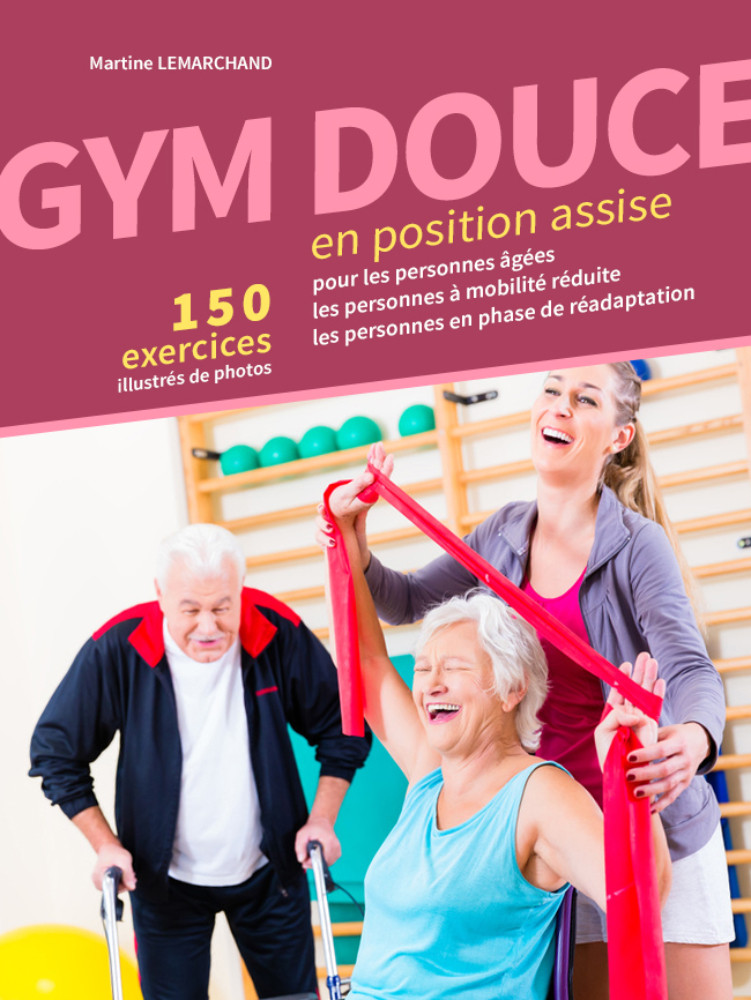 Martine LEMARCHAND
GYM DOUCE
en position assise
pour les personnes âgées
les personnes à mobilité réduite
les personnes en phase de réadaptation
150
exercices
illustrés de photos